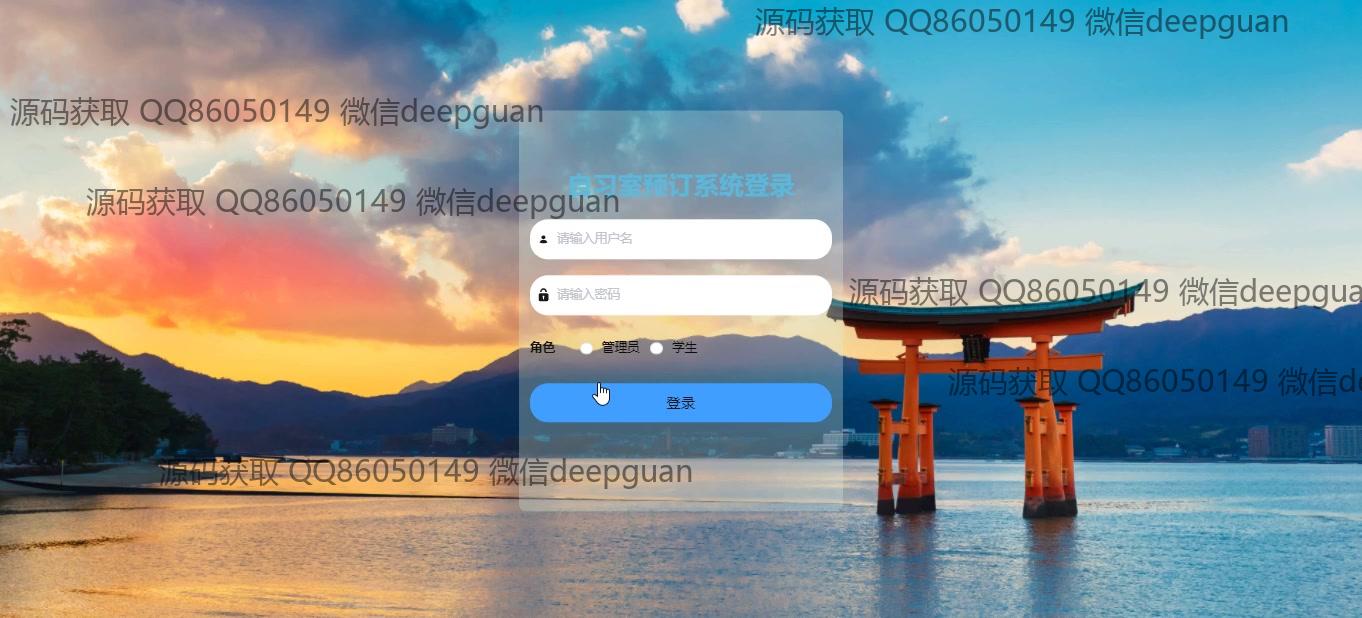 源码获取 QQ86050149 微信deepguan
源码获取 QQ86050149 微信deepguan
自习室预订系统登录
源码获取 QQ86050149 微信deepguan
请输入用户名
请输入密码
源码获取 QQ86050149 微信deepgua
角色 管理员 学生
源码获取 QQ86050149 微信de
登录
源码获取 QQ86050149 微信deepguan